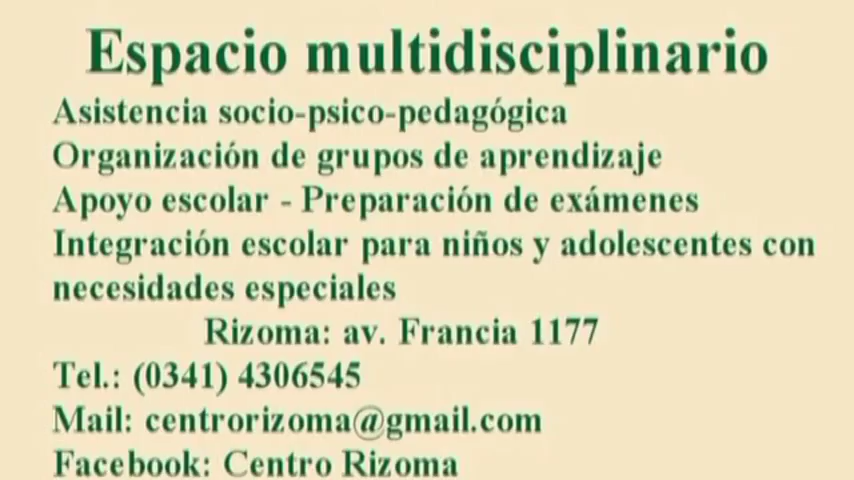 Espacio multidisciplinario
Asistencia socio-psico-pedagógica
Organización de grupos de aprendizaje
Apoyo escolar - Preparación de exámenes
Integración escolar para niños y adolescentes con
necesidades especiales
Rizoma: av. Francia 1177
Tel.: (0341) 4306545
Mail: centrorizoma@gmail.com
Facebook: Centro Rizoma